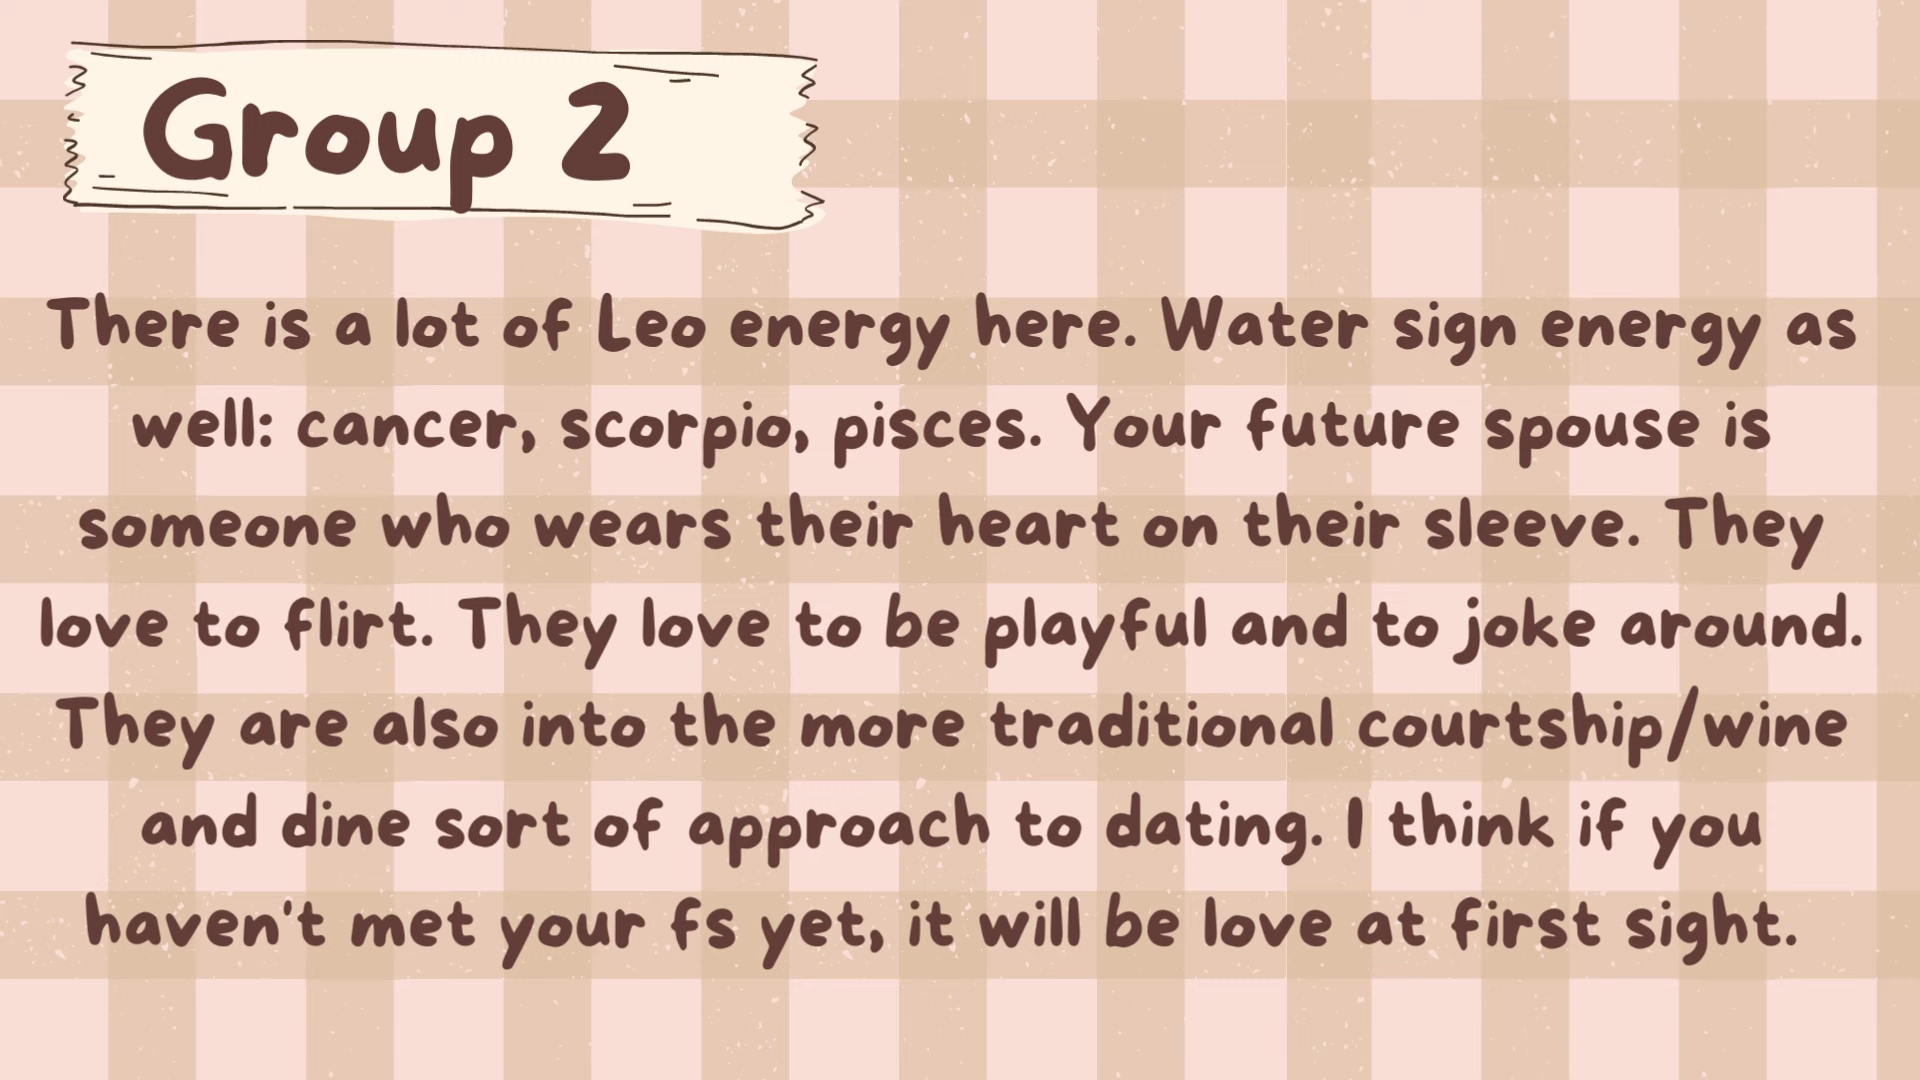 Group 2
There is a lot of Leo energy here. Water sign energy as
well: cancer, scorpio, pisces. Your future spouse is
someone who wears their heart on their sleeve. They
love to flirt. They love to be playful and to joke around.
They are also into the more traditional courtship/wine
and dine sort of approach to dating. I think if you
haven't met your fs yet, it will be love at first sight.